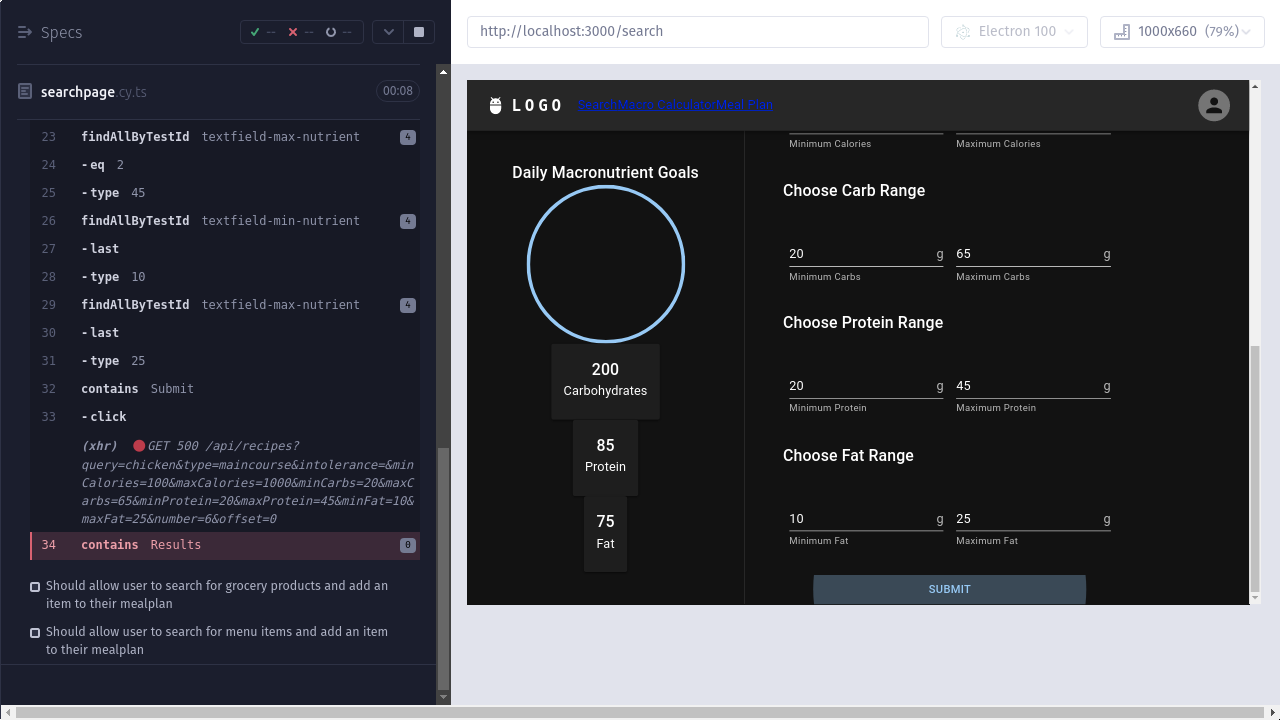 Specs
-- -- --
searchpage.cy.ts
00:08
23 findAllByTestId textfield-max-nutrient 4
24 -eq 2
25 -type 45
26 findAllByTestId textfield-min-nutrient 4
27 -last
28 -type 10
29 findAllByTestId textfield-max-nutrient 4
30 -last
31 -type 25
32 contains Submit
33 -click
(xhr) GET 500 /api/recipes?
query=chicken&type=maincourse&intolerance=&min
Calories=100&maxCalories=1000&minCarbs=20&maxC
arbs=65&minProtein=20&maxProtein=45&minFat=10&
maxFat=25&number=6&offset=0
34 contains Results 0
Should allow user to search for grocery products and add an
item to their mealplan
Should allow user to search for menu items and add an item
to their mealplan
http://localhost:3000/search
Electron 100
1000x660 (79%)
LOGO
SearchMacro CalculatorMeal Plan
Daily Macronutrient Goals
200
Carbohydrates
85
Protein
75
Fat
Minimum Calories
Maximum Calories
Choose Carb Range
20 g
65 g
Minimum Carbs
Maximum Carbs
Choose Protein Range
20 g
45 g
Minimum Protein
Maximum Protein
Choose Fat Range
10 g
25 g
Minimum Fat
Maximum Fat
SUBMIT